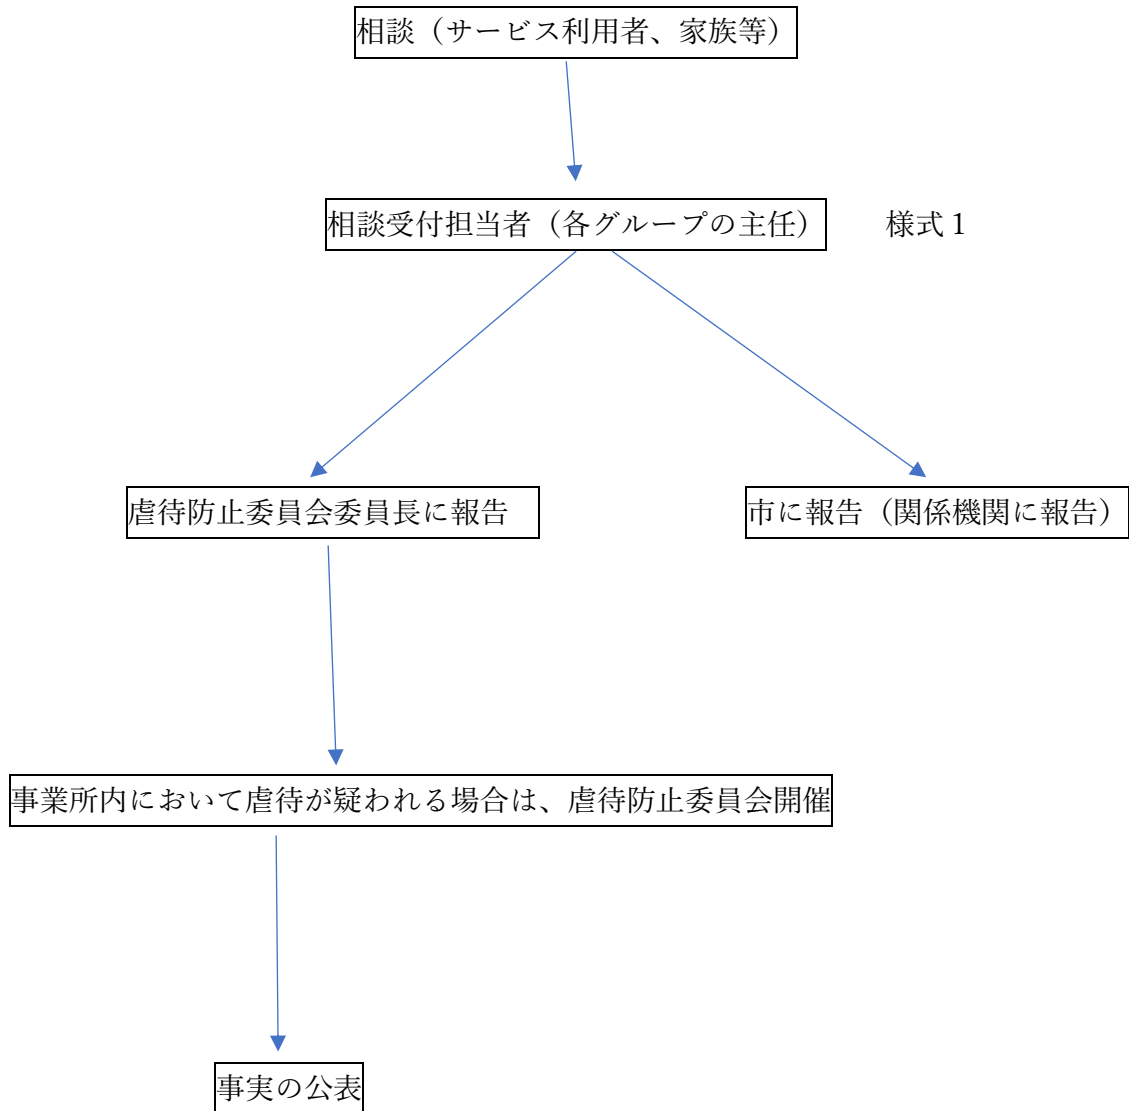 相談（サービス利用者、家族等）
相談受付担当者（各グループの主任）
様式１
虐待防止委員会委員長に報告
市に報告（関係機関に報告）
事業所内において虐待が疑われる場合は、虐待防止委員会開催
事実の公表